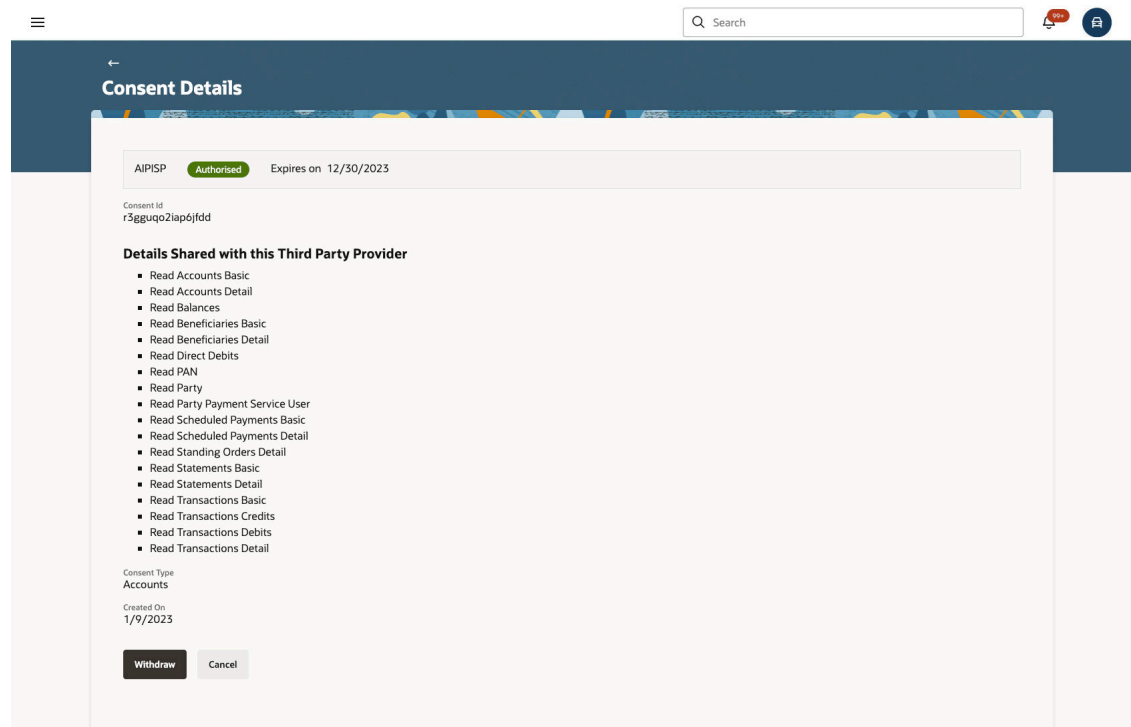 Search
99+
←
Consent Details
AIPISP Authorised Expires on 12/30/2023
Consent Id
r3gguqo2iap6jfdd
Details Shared with this Third Party Provider
▪ Read Accounts Basic
▪ Read Accounts Detail
▪ Read Balances
▪ Read Beneficiaries Basic
▪ Read Beneficiaries Detail
▪ Read Direct Debits
▪ Read PAN
▪ Read Party
▪ Read Party Payment Service User
▪ Read Scheduled Payments Basic
▪ Read Scheduled Payments Detail
▪ Read Standing Orders Detail
▪ Read Statements Basic
▪ Read Statements Detail
▪ Read Transactions Basic
▪ Read Transactions Credits
▪ Read Transactions Debits
▪ Read Transactions Detail
Consent Type
Accounts
Created On
1/9/2023
Withdraw Cancel